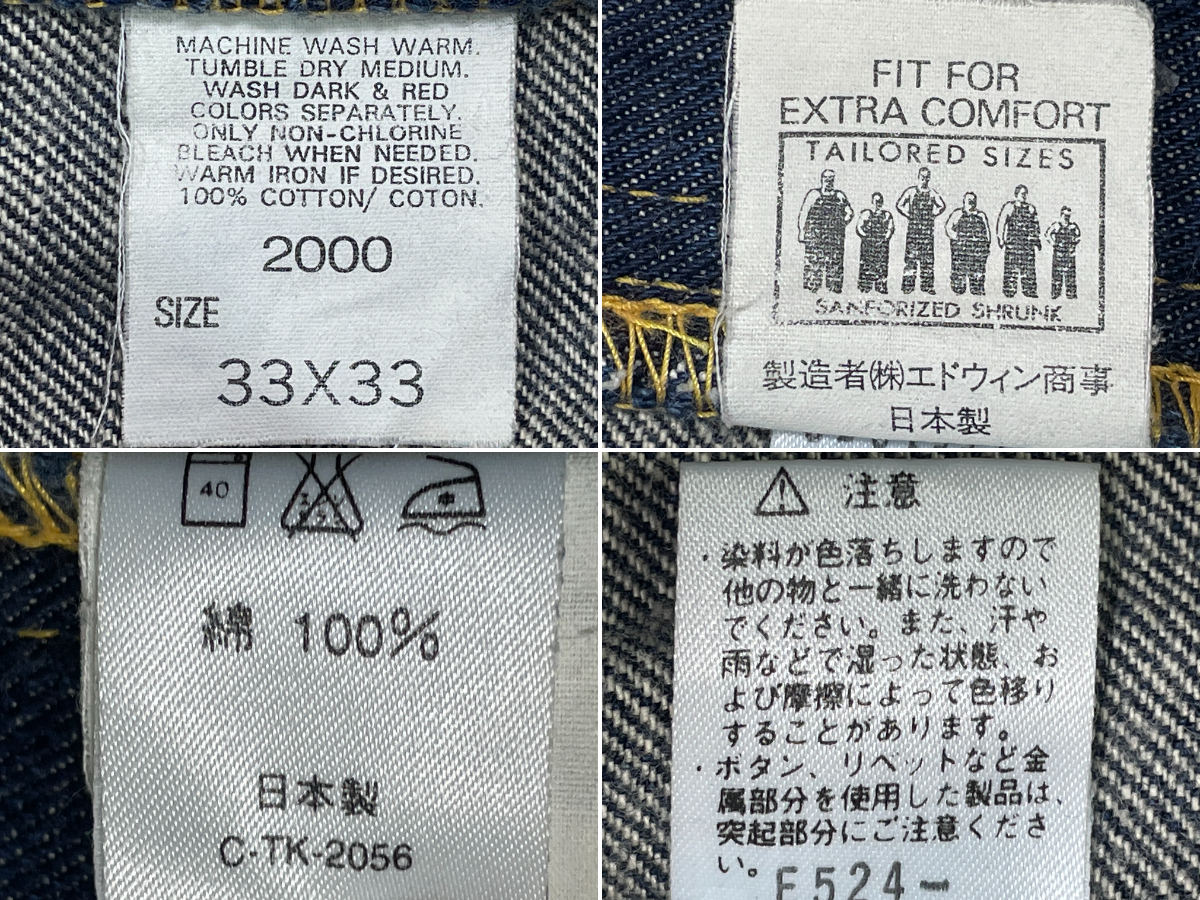 MACHINE WASH WARM.
TUMBLE DRY MEDIUM.
WASH DARK & RED
COLORS SEPARATELY.
ONLY NON-CHLORINE
BLEACH WHEN NEEDED.
WARM IRON IF DESIRED.
100% COTTON/ COTON.
2000
SIZE
33X33
FIT FOR
EXTRA COMFORT
TAILORED SIZES
SANFORIZED SHRUNK
製造者㈱エドウィン商事
日本製
40
中
綿 100%
日本製
C-TK-2056
注意
・染料が色落ちしますので
他の物と一緒に洗わない
でください。また、汗や
雨などで湿った状態、お
よび摩擦によって色移り
することがあります。
・ボタン、リベットなど金
属部分を使用した製品は、
突起部分にご注意くださ
い。
E524-